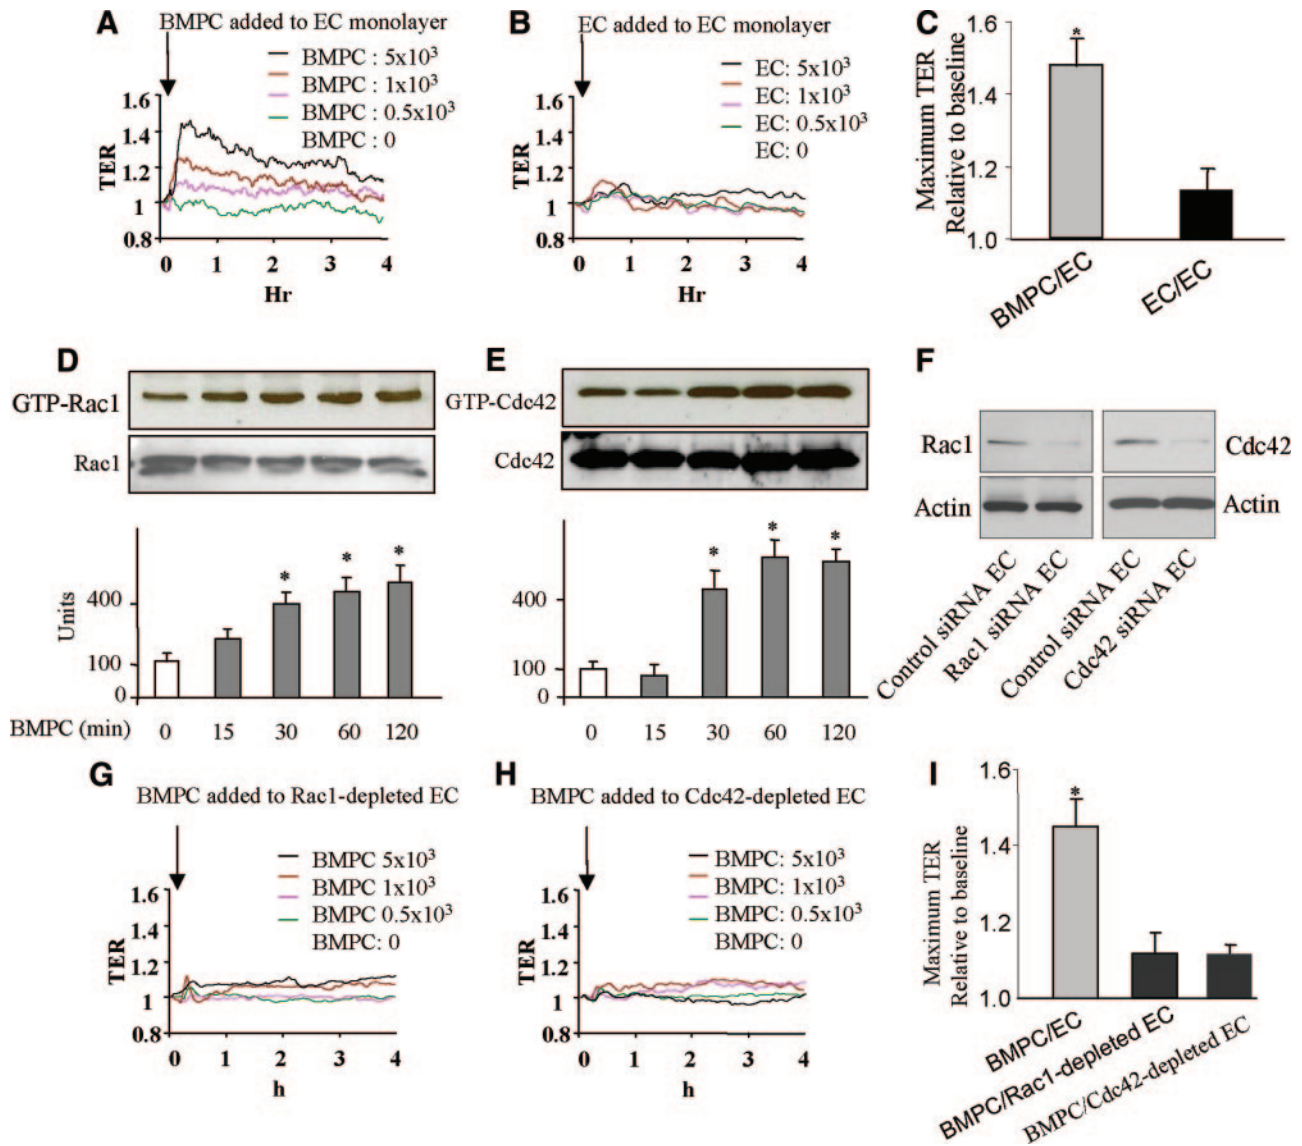 A BMPC added to EC monolayer
BMPC : 5x10³
BMPC : 1x10³
BMPC : 0.5x10³
BMPC : 0
TER
1.6
1.4
1.2
1
0.8
0 1 2 3 4
Hr
B EC added to EC monolayer
EC: 5x10³
EC: 1x10³
EC: 0.5x10³
EC: 0
TER
1.6
1.4
1.2
1
0.8
0 1 2 3 4
Hr
C
Maximum TER
Relative to baseline
1.6
1.4
1.2
1.0
*
BMPC/EC
EC/EC
D
GTP-Rac1
Rac1
Units
400
100
0
* * *
BMPC (min) 0 15 30 60 120
E
GTP-Cdc42
Cdc42
400
100
0
* * *
0 15 30 60 120
F
Rac1
Cdc42
Actin
Actin
Control siRNA EC
Rac1 siRNA EC
Control siRNA EC
Cdc42 siRNA EC
G
BMPC added to Rac1-depleted EC
BMPC 5x10³
BMPC 1x10³
BMPC 0.5x10³
BMPC: 0
TER
1.6
1.4
1.2
1
0.8
0 1 2 3 4
h
H
BMPC added to Cdc42-depleted EC
BMPC: 5x10³
BMPC: 1x10³
BMPC: 0.5x10³
BMPC: 0
TER
1.6
1.4
1.2
1
0.8
0 1 2 3 4
h
I
Maximum TER
Relative to baseline
1.6
1.4
1.2
1.0
*
BMPC/EC
BMPC/Rac1-depleted EC
BMPC/Cdc42-depleted EC